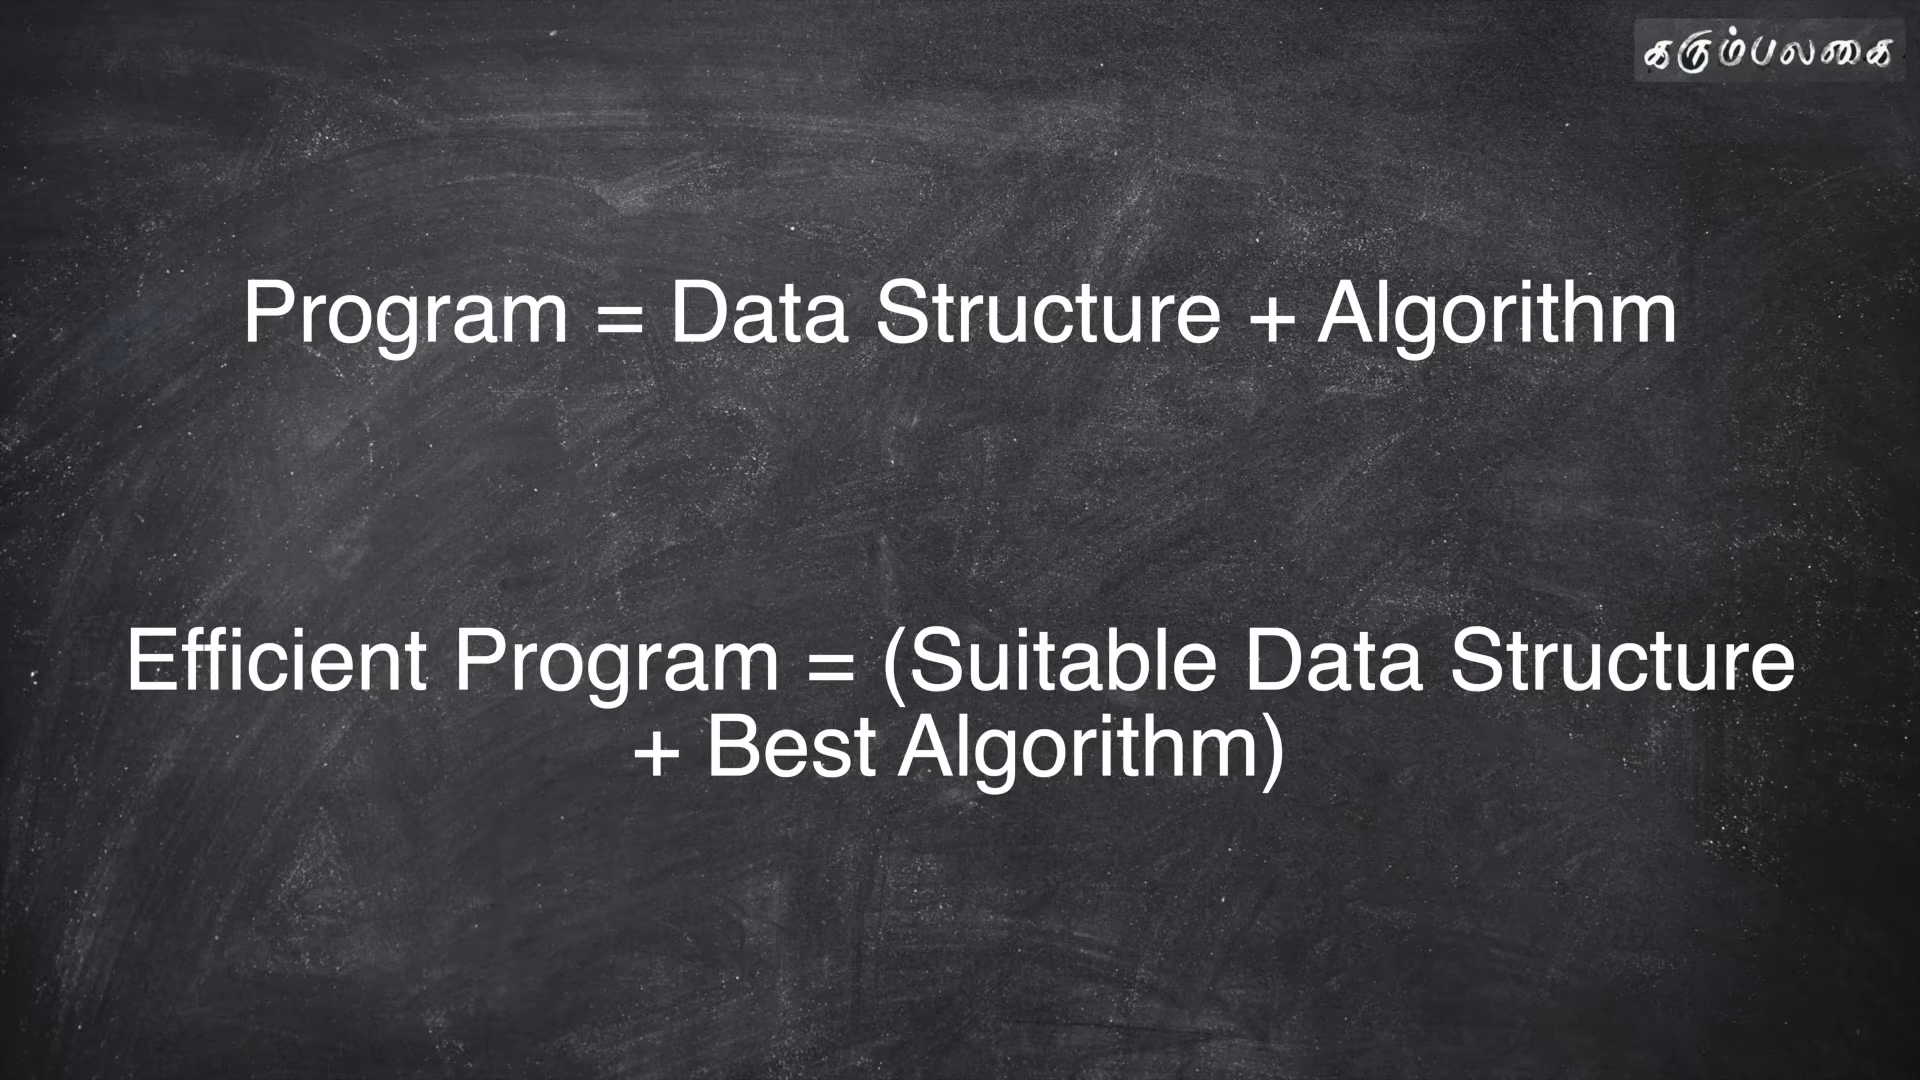 கரும்பலகை
Program = Data Structure + Algorithm
Efficient Program = (Suitable Data Structure
+ Best Algorithm)